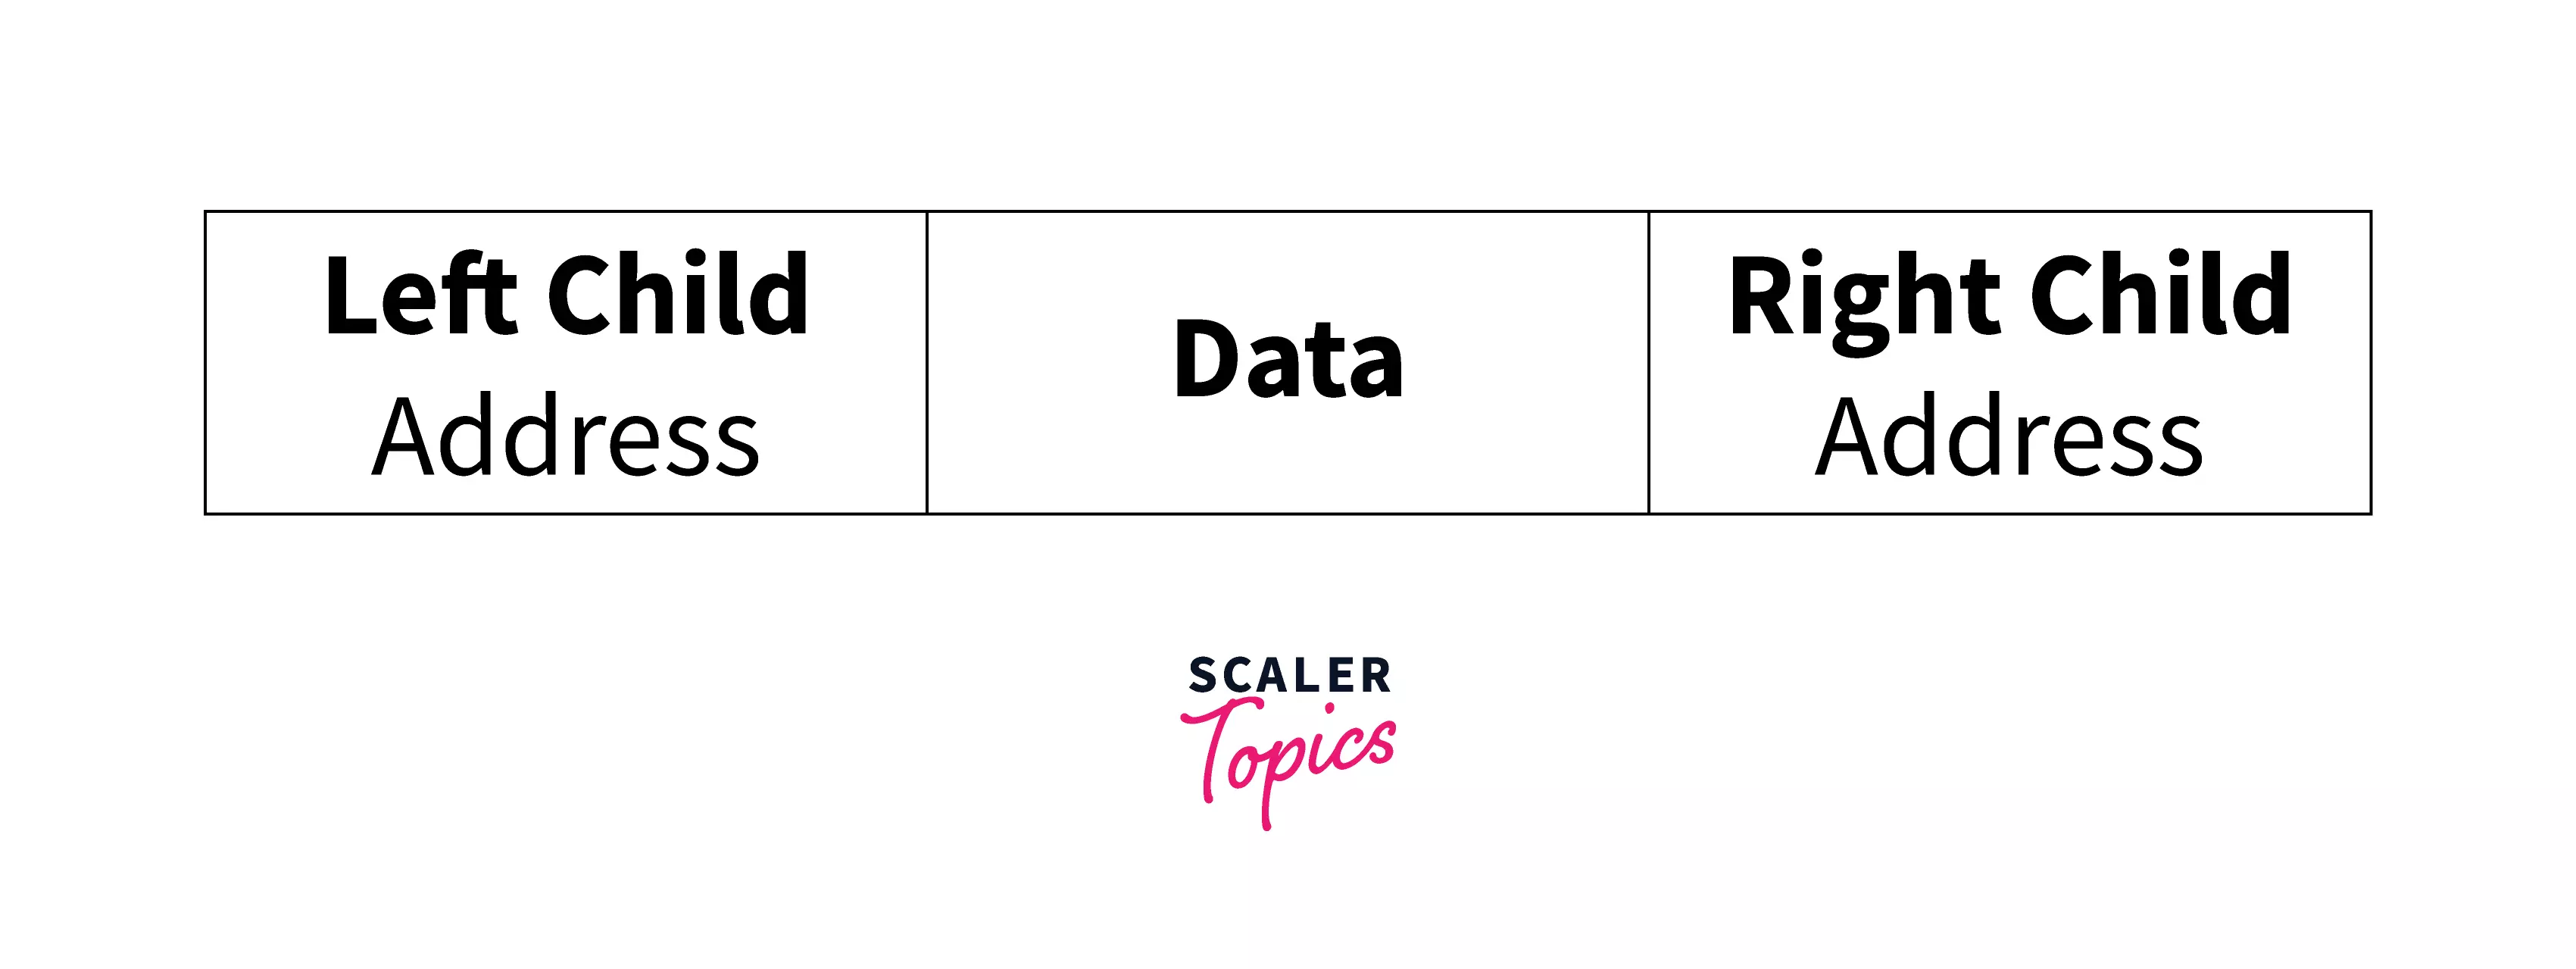 Left Child
Address
Data
Right Child
Address
SCALER
Topics